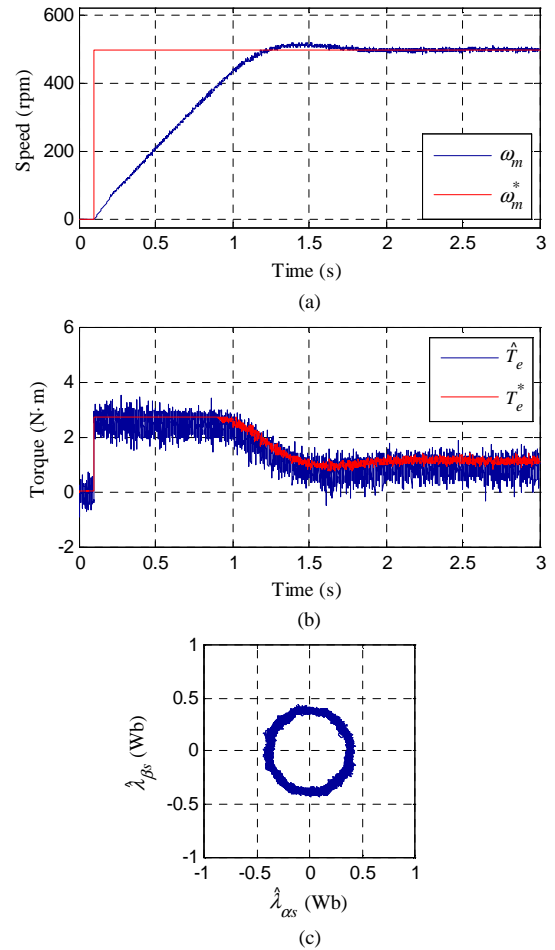 600
400
200
0
Speed (rpm)
ω_m
ω_m^*
0 0.5 1 1.5 2 2.5 3
Time (s)
(a)
6
4
2
0
-2
Torque (N·m)
T̂_e
T_e^*
0 0.5 1 1.5 2 2.5 3
Time (s)
(b)
1
0.5
0
-0.5
-1
λ̂_βs (Wb)
-1 -0.5 0 0.5 1
λ̂_αs (Wb)
(c)